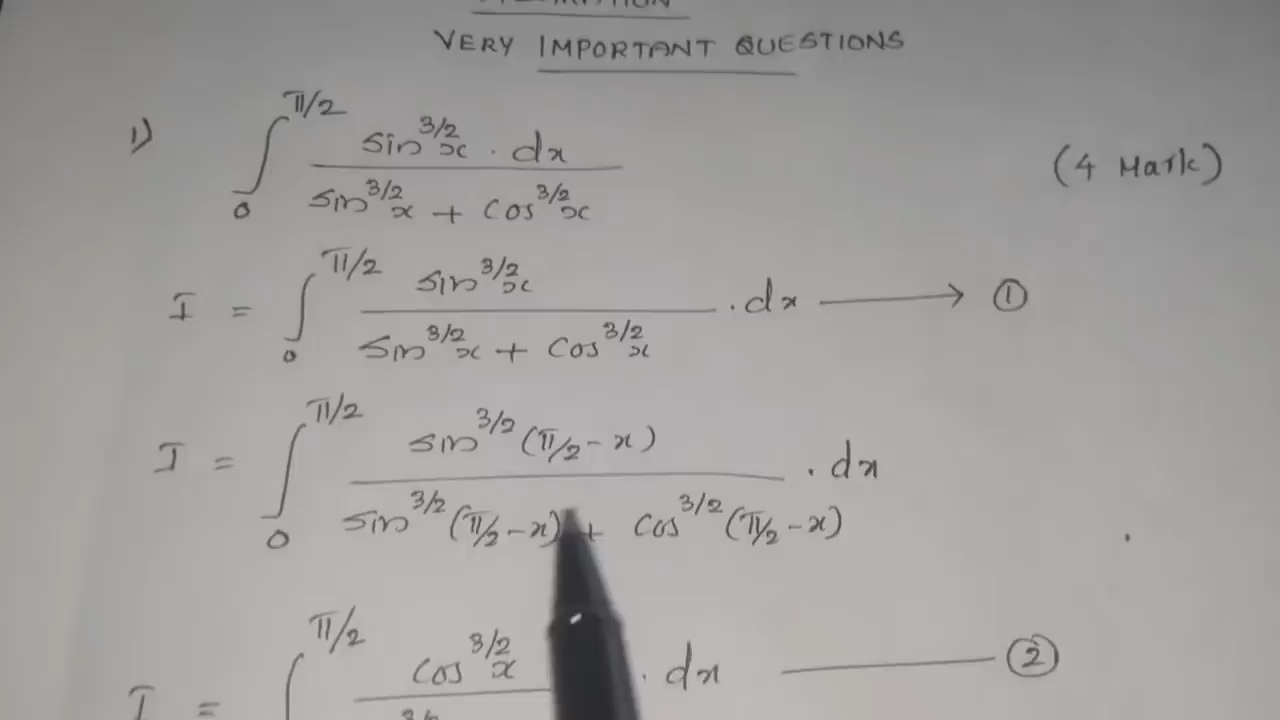 VERY IMPORTANT QUESTIONS
1) ∫₀^π/2 sin^3/2 x . dx / sin^3/2 x + cos^3/2 x (4 Mark)
I = ∫₀^π/2 sin^3/2 x / sin^3/2 x + cos^3/2 x . dx ⟶ ①
I = ∫₀^π/2 sin^3/2 (π/2 - x) / sin^3/2 (π/2 - x) + cos^3/2 (π/2 - x) . dx
I = ∫^π/2 cos^3/2 x . dx — ②